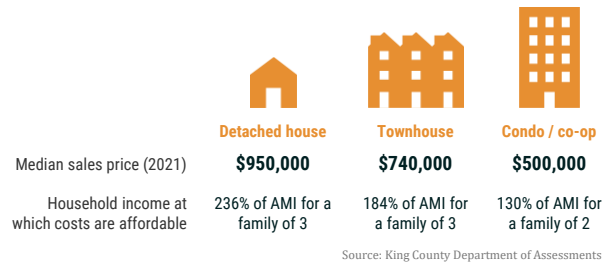 Detached house
Townhouse
Condo / co-op
Median sales price (2021)
$950,000
$740,000
$500,000
Household income at
which costs are affordable
236% of AMI for a
family of 3
184% of AMI for
a family of 3
130% of AMI for
a family of 2
Source: King County Department of Assessments